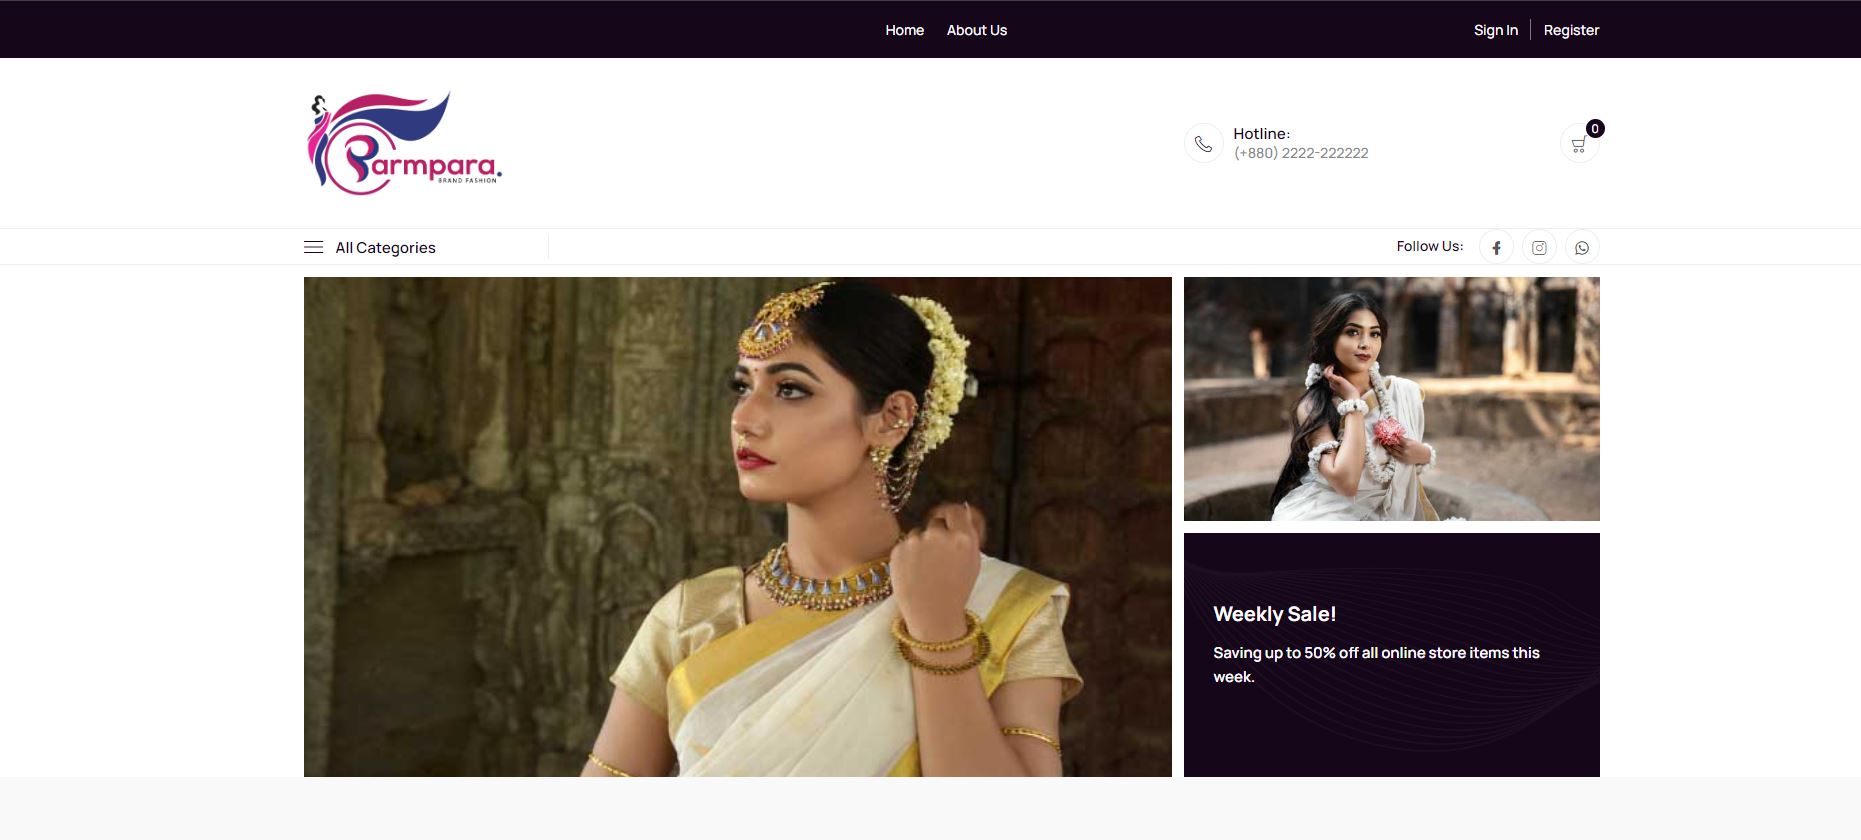 Home About Us Sign In Register
Parmpara.
BRAND FASHION
Hotline:
(+880) 2222-222222
0
All Categories
Follow Us:
Weekly Sale!
Saving up to 50% off all online store items this
week.